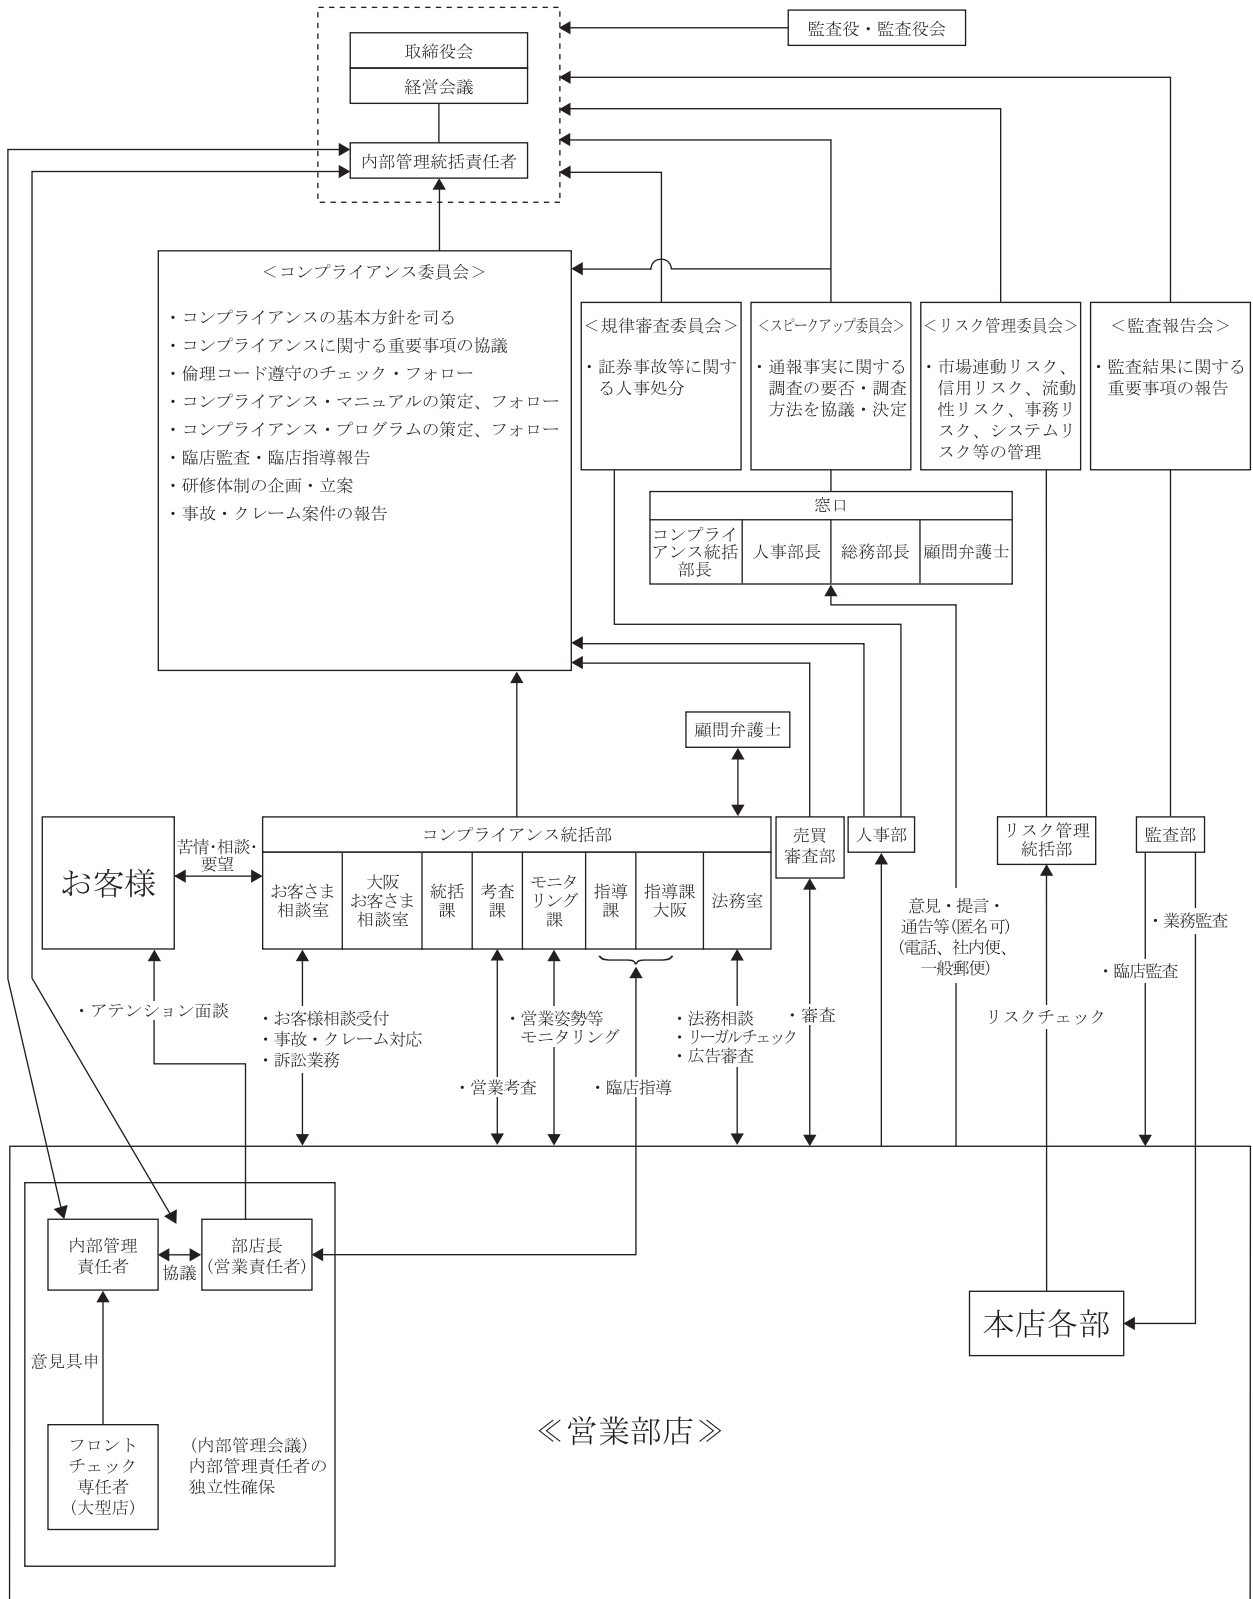 監査役・監査役会
取締役会
経営会議
内部管理統括責任者
＜コンプライアンス委員会＞
・コンプライアンスの基本方針を司る
・コンプライアンスに関する重要事項の協議
・倫理コード遵守のチェック・フォロー
・コンプライアンス・マニュアルの策定、フォロー
・コンプライアンス・プログラムの策定、フォロー
・臨店監査・臨店指導報告
・研修体制の企画・立案
・事故・クレーム案件の報告
＜規律審査委員会＞
・証券事故等に関す
る人事処分
＜スピークアップ委員会＞
・通報事実に関する
調査の要否・調査
方法を協議・決定
＜リスク管理委員会＞
・市場連動リスク、
信用リスク、流動
性リスク、事務リ
スク、システムリ
スク等の管理
＜監査報告会＞
・監査結果に関する
重要事項の報告
窓口
コンプライ
アンス統括
部長
人事部長
総務部長
顧問弁護士
顧問弁護士
お客様
苦情・相談・
要望
コンプライアンス統括部
お客さま
相談室
大阪
お客さま
相談室
統括
課
考査
課
モニタ
リング
課
指導
課
指導課
大阪
法務室
売買
審査部
人事部
リスク管理
統括部
監査部
・アテンション面談
・お客様相談受付
・事故・クレーム対応
・訴訟業務
・営業考査
・営業姿勢等
モニタリング
・臨店指導
・法務相談
・リーガルチェック
・広告審査
・審査
意見・提言・
通告等（匿名可）
（電話、社内便、
一般郵便）
リスクチェック
・臨店監査
・業務監査
内部管理
責任者
協議
部店長
（営業責任者）
意見具申
フロント
チェック
専任者
（大型店）
（内部管理会議）
内部管理責任者の
独立性確保
本店各部
≪営業部店≫